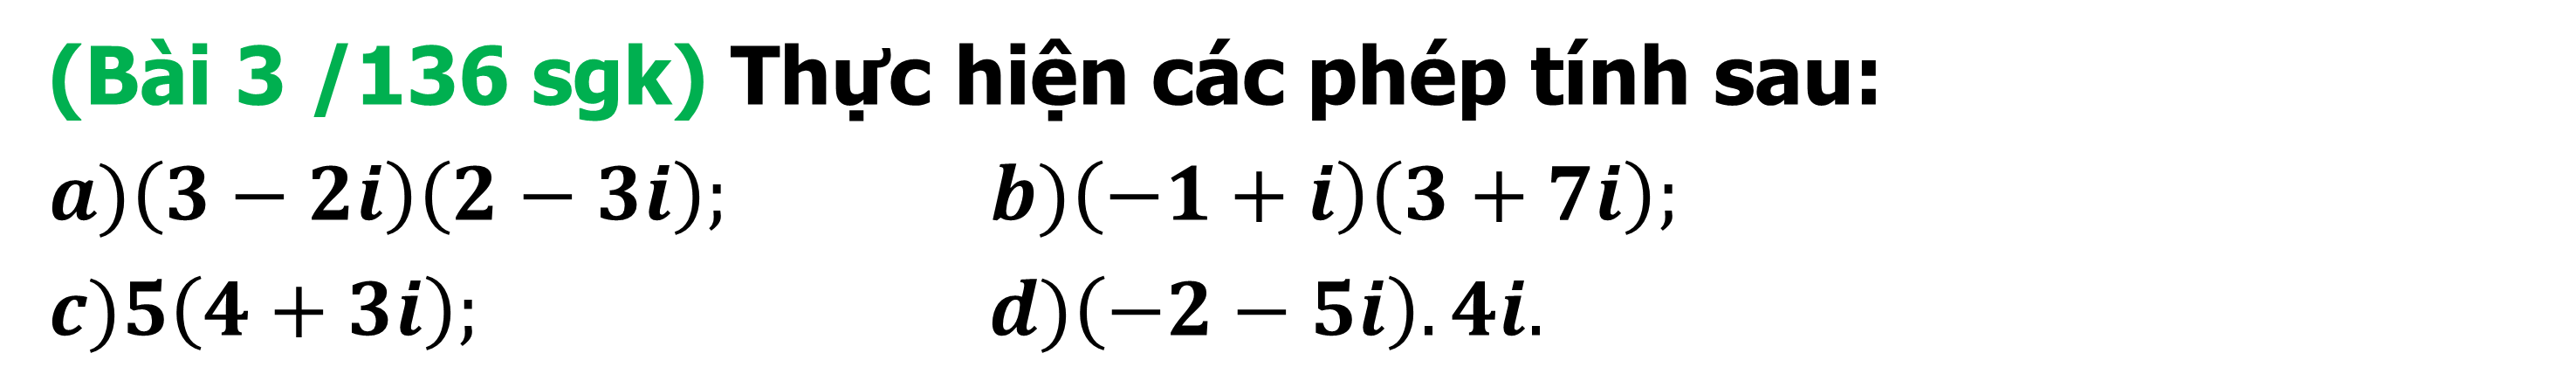 (Bài 3 /136 sgk) Thực hiện các phép tính sau:
a)(3 − 2i)(2 − 3i); b)(−1 + i)(3 + 7i);
c)5(4 + 3i); d)(−2 − 5i). 4i.